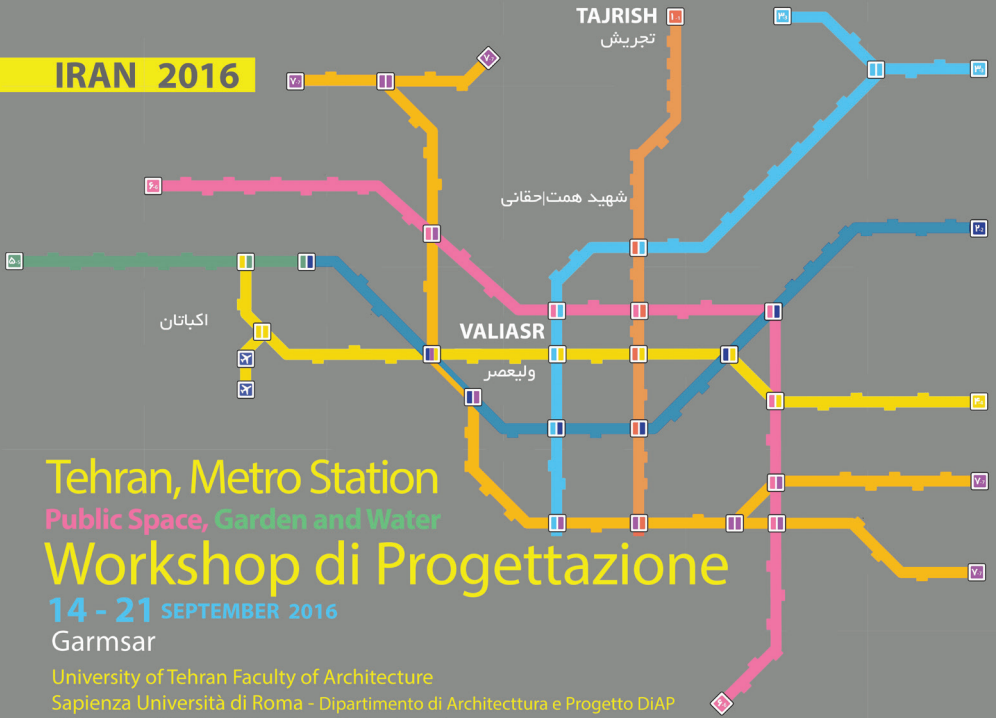 TAJRISH
تجریش
IRAN 2016
شهید همت|حقانی
اکباتان
VALIASR
ولیعصر
Tehran, Metro Station
Public Space, Garden and Water
Workshop di Progettazione
14 - 21 SEPTEMBER 2016
Garmsar
University of Tehran Faculty of Architecture
Sapienza Università di Roma - Dipartimento di Architecttura e Progetto DiAP